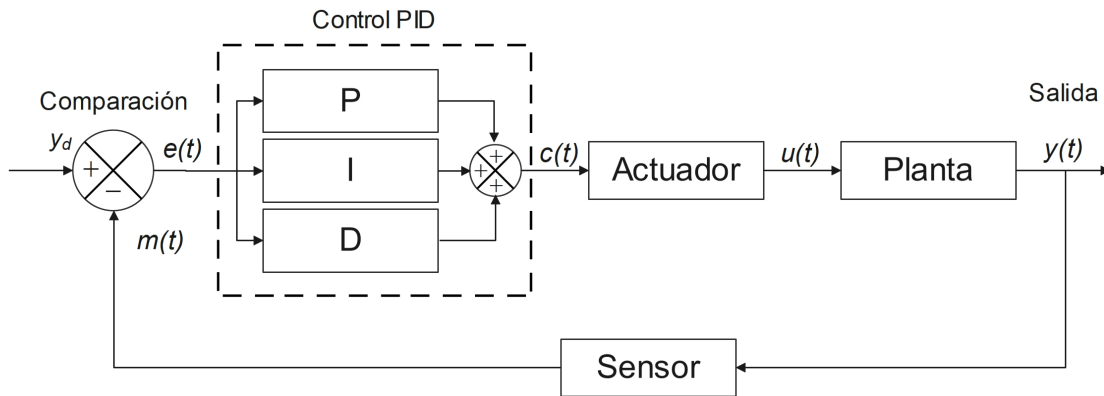 Control PID
Comparación
Salida
P
y_d
e(t)
c(t)
u(t)
y(t)
+
−
I
+
+
+
Actuador
Planta
D
m(t)
Sensor